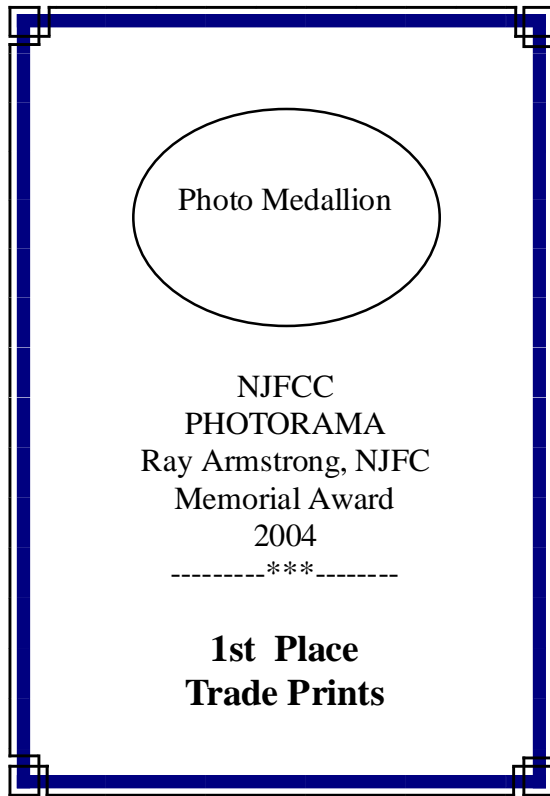 Photo Medallion
NJFCC
PHOTORAMA
Ray Armstrong, NJFC
Memorial Award
2004
---------***--------
1st  Place
Trade Prints